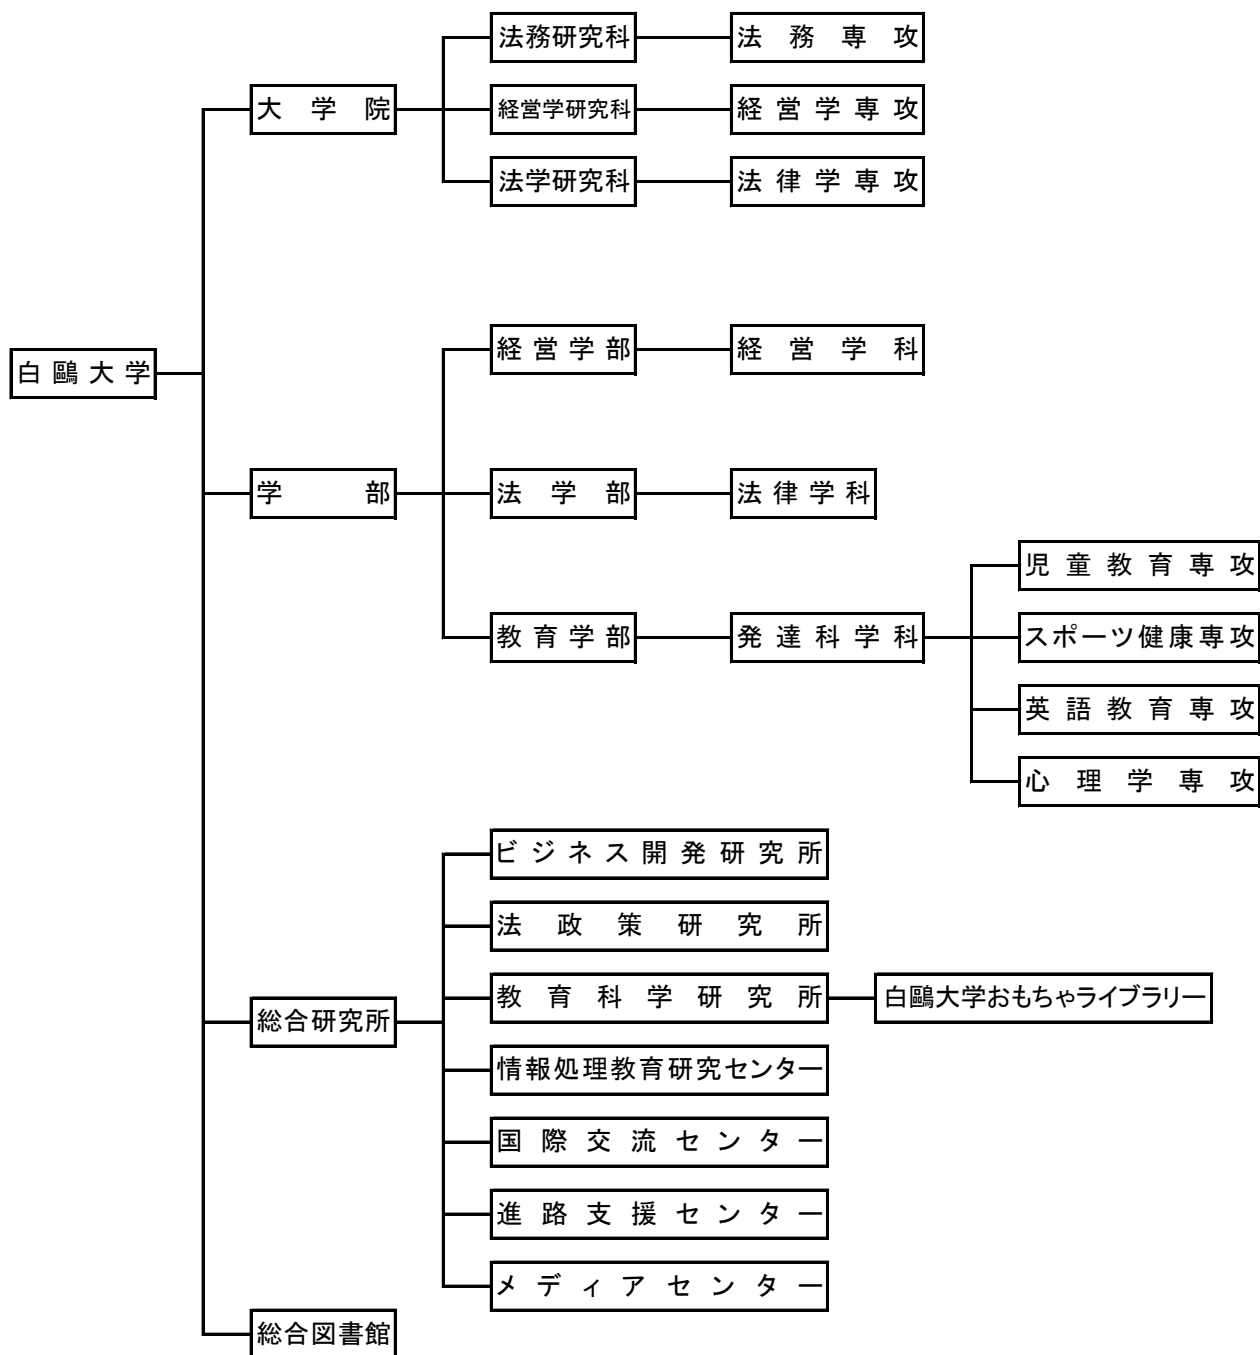 法務研究科
法務専攻
大学院
経営学研究科
経営学専攻
法学研究科
法律学専攻
白鷗大学
経営学部
経営学科
学部
法学部
法律学科
教育学部
発達科学科
児童教育専攻
スポーツ健康専攻
英語教育専攻
心理学専攻
ビジネス開発研究所
法政策研究所
総合研究所
教育科学研究所
白鷗大学おもちゃライブラリー
情報処理教育研究センター
国際交流センター
進路支援センター
メディアセンター
総合図書館